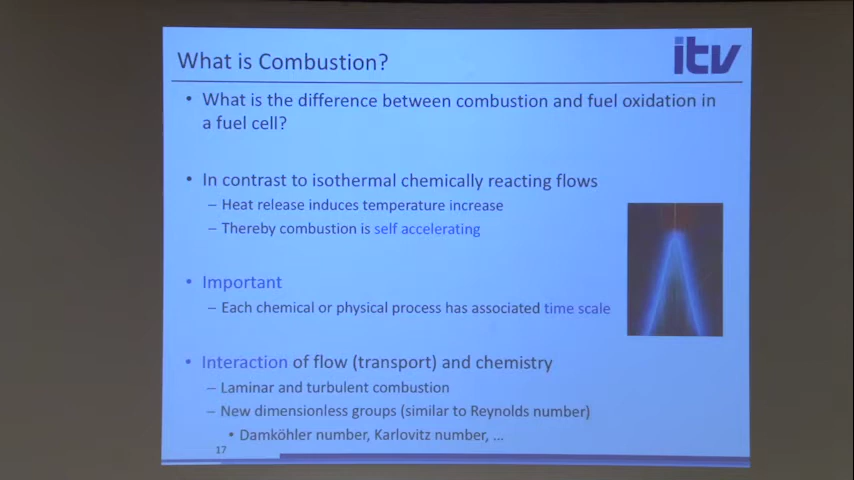 What is Combustion?
itv
• What is the difference between combustion and fuel oxidation in
a fuel cell?
• In contrast to isothermal chemically reacting flows
– Heat release induces temperature increase
– Thereby combustion is self accelerating
• Important
– Each chemical or physical process has associated time scale
• Interaction of flow (transport) and chemistry
– Laminar and turbulent combustion
– New dimensionless groups (similar to Reynolds number)
• Damköhler number, Karlovitz number, …
17